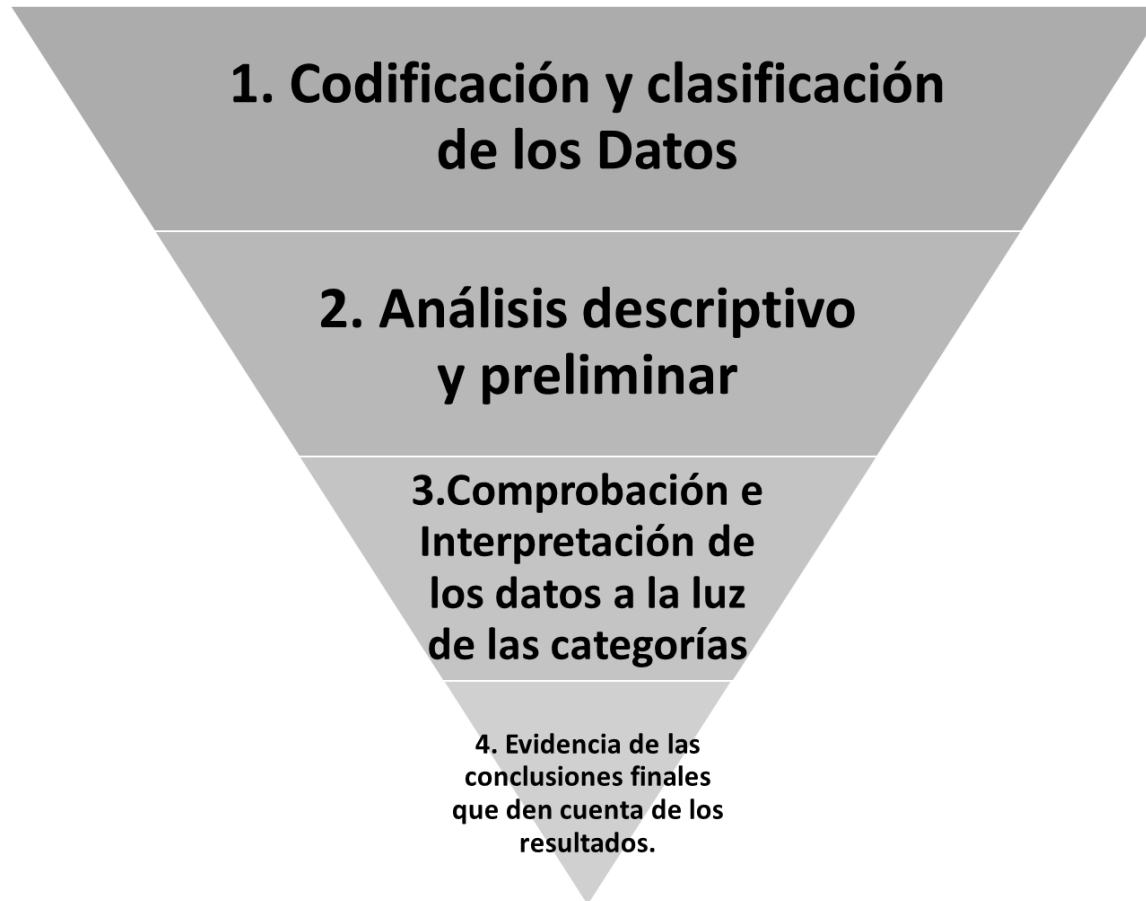 1. Codificación y clasificación
de los Datos
2. Análisis descriptivo
y preliminar
3.Comprobación e
Interpretación de
los datos a la luz
de las categorías
4. Evidencia de las
conclusiones finales
que den cuenta de los
resultados.